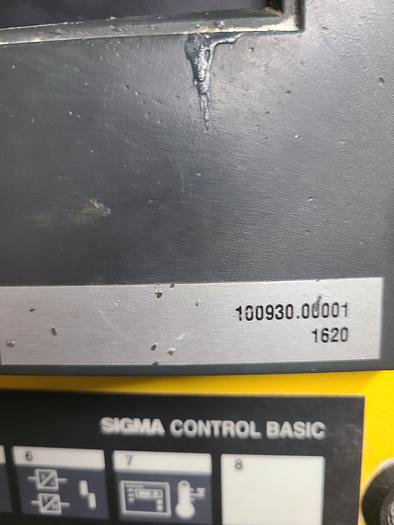 100930.00001
1620
SIGMA CONTROL BASIC
6 7 8